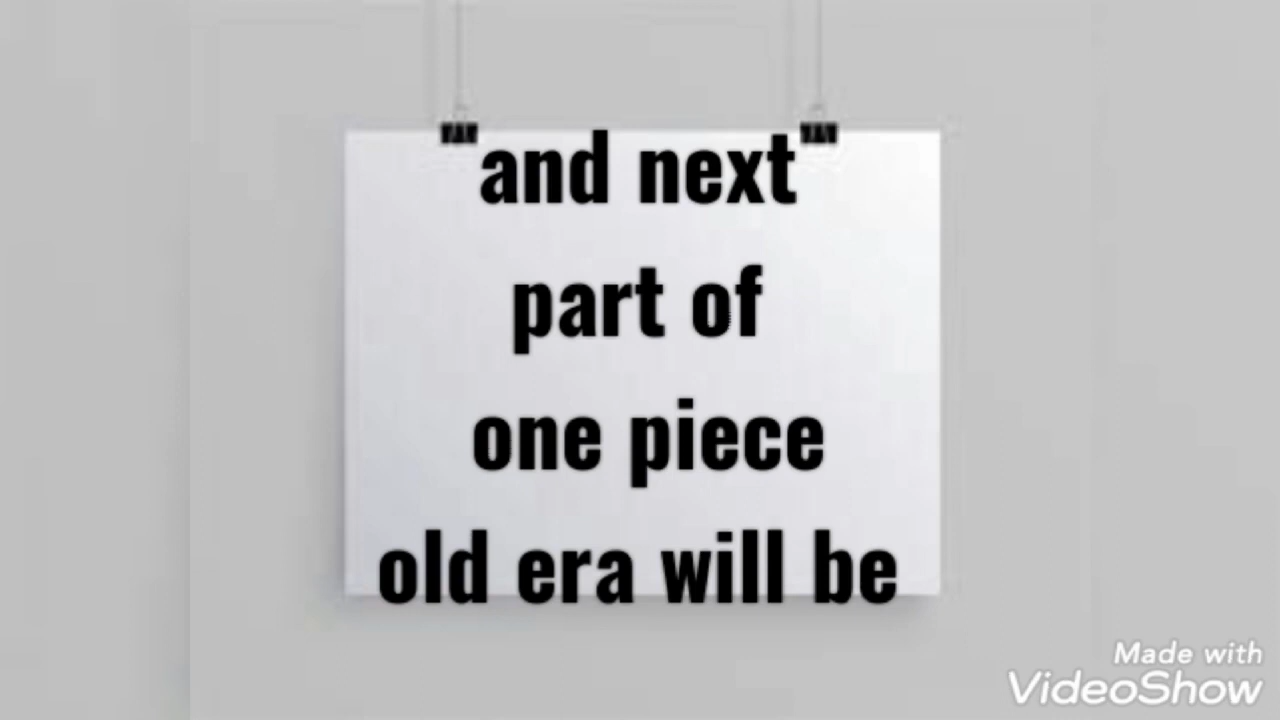 and next
part of
one piece
old era will be
Made with
VideoShow